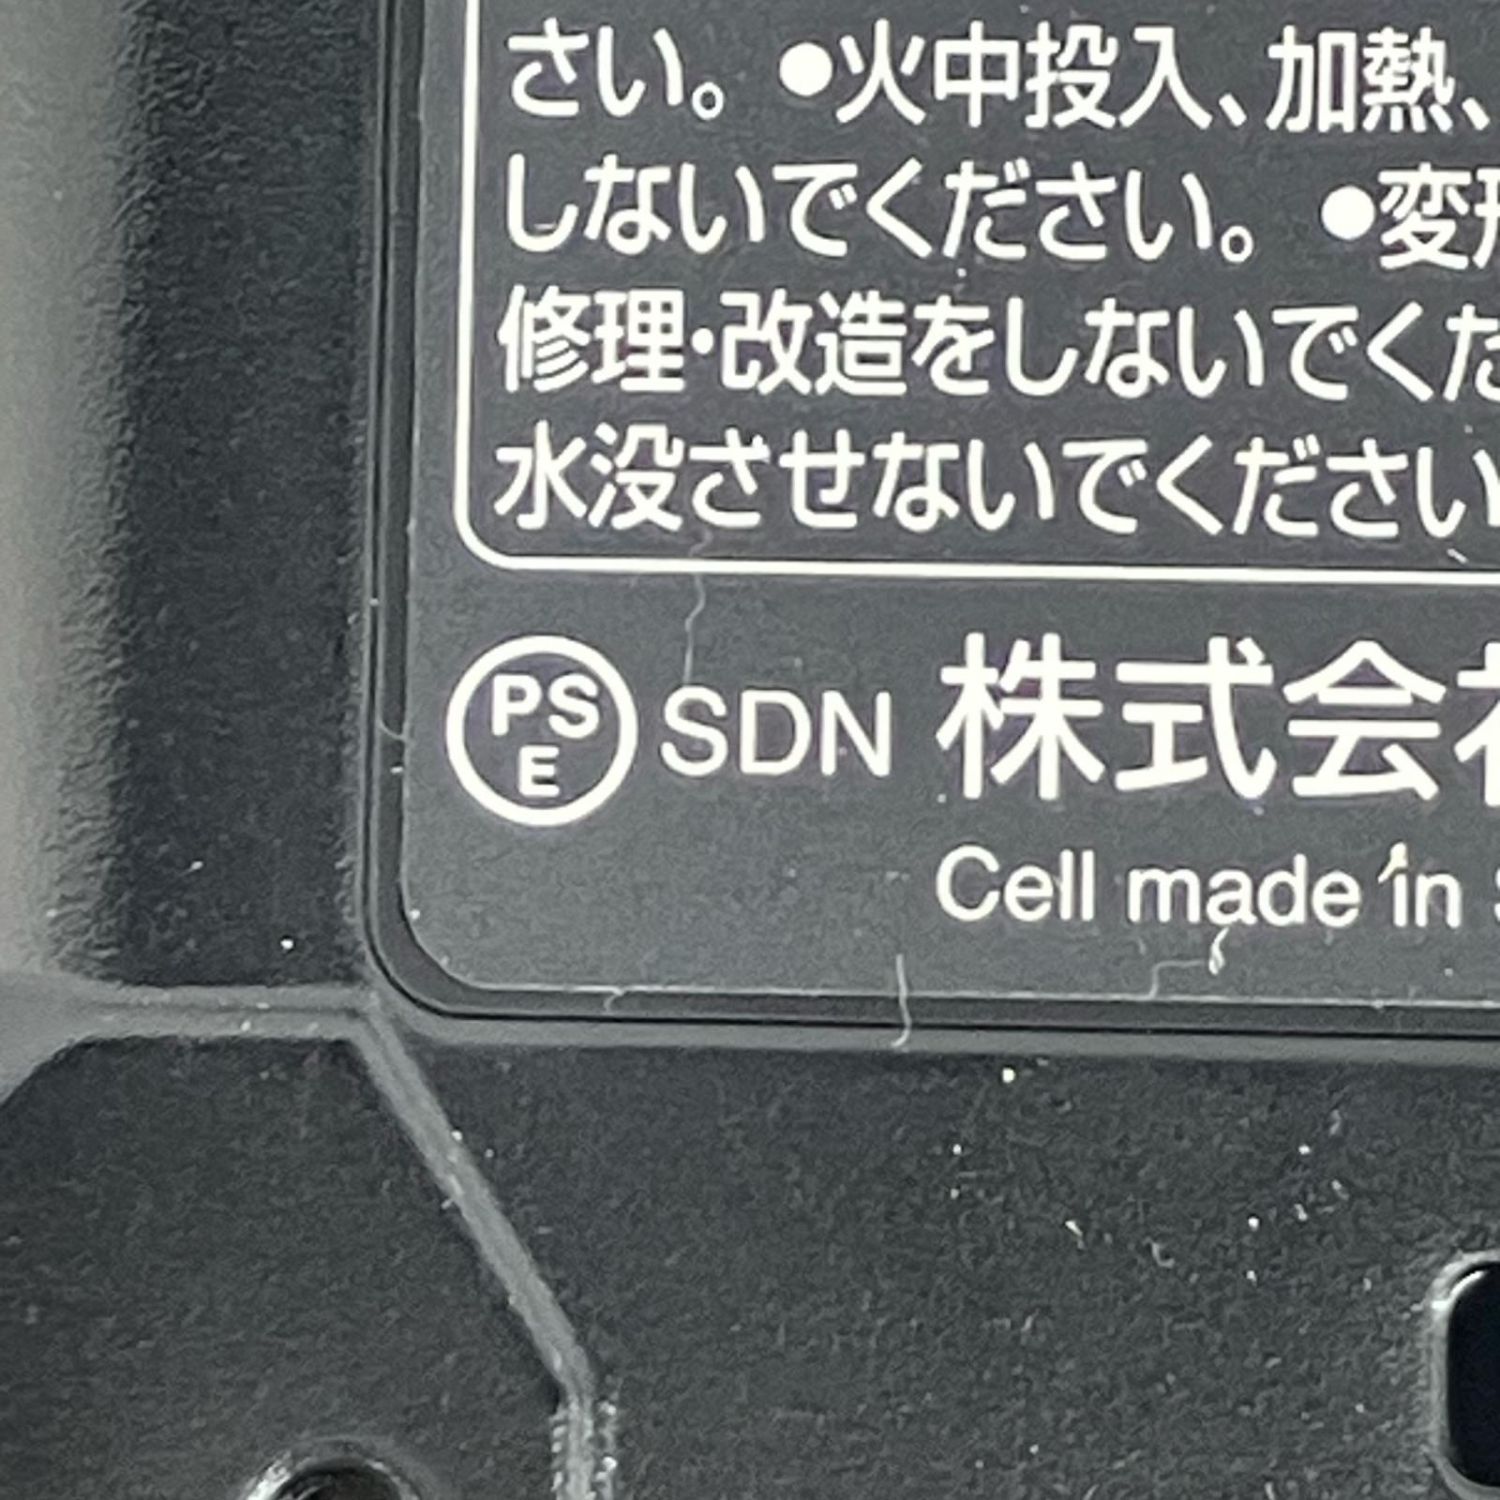 さい。●火中投入、加熱、
しないでください。●変形
修理・改造をしないでくだ
水没させないでください
PS
E
SDN 株式会
Cell made in